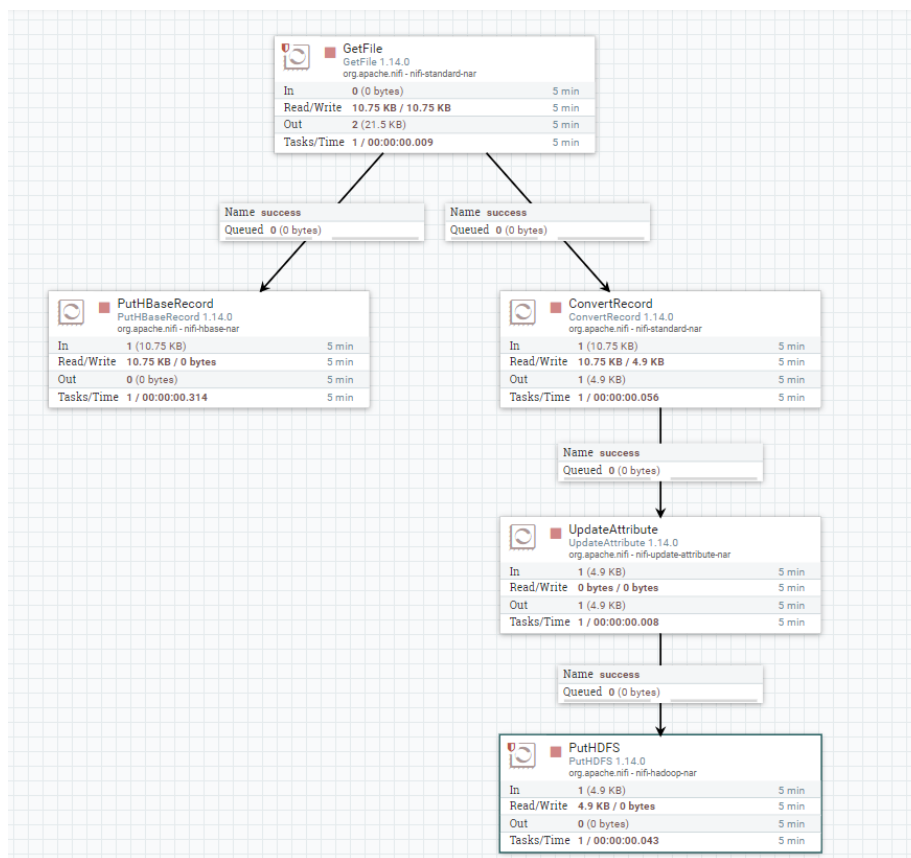 GetFile
GetFile 1.14.0
org.apache.nifi - nifi-standard-nar
In 0 (0 bytes) 5 min
Read/Write 10.75 KB / 10.75 KB 5 min
Out 2 (21.5 KB) 5 min
Tasks/Time 1 / 00:00:00.009 5 min
Name success
Queued 0 (0 bytes)
Name success
Queued 0 (0 bytes)
PutHBaseRecord
PutHBaseRecord 1.14.0
org.apache.nifi - nifi-hbase-nar
In 1 (10.75 KB) 5 min
Read/Write 10.75 KB / 0 bytes 5 min
Out 0 (0 bytes) 5 min
Tasks/Time 1 / 00:00:00.314 5 min
ConvertRecord
ConvertRecord 1.14.0
org.apache.nifi - nifi-standard-nar
In 1 (10.75 KB) 5 min
Read/Write 10.75 KB / 4.9 KB 5 min
Out 1 (4.9 KB) 5 min
Tasks/Time 1 / 00:00:00.056 5 min
Name success
Queued 0 (0 bytes)
UpdateAttribute
UpdateAttribute 1.14.0
org.apache.nifi - nifi-update-attribute-nar
In 1 (4.9 KB) 5 min
Read/Write 0 bytes / 0 bytes 5 min
Out 1 (4.9 KB) 5 min
Tasks/Time 1 / 00:00:00.008 5 min
Name success
Queued 0 (0 bytes)
PutHDFS
PutHDFS 1.14.0
org.apache.nifi - nifi-hadoop-nar
In 1 (4.9 KB) 5 min
Read/Write 4.9 KB / 0 bytes 5 min
Out 0 (0 bytes) 5 min
Tasks/Time 1 / 00:00:00.043 5 min